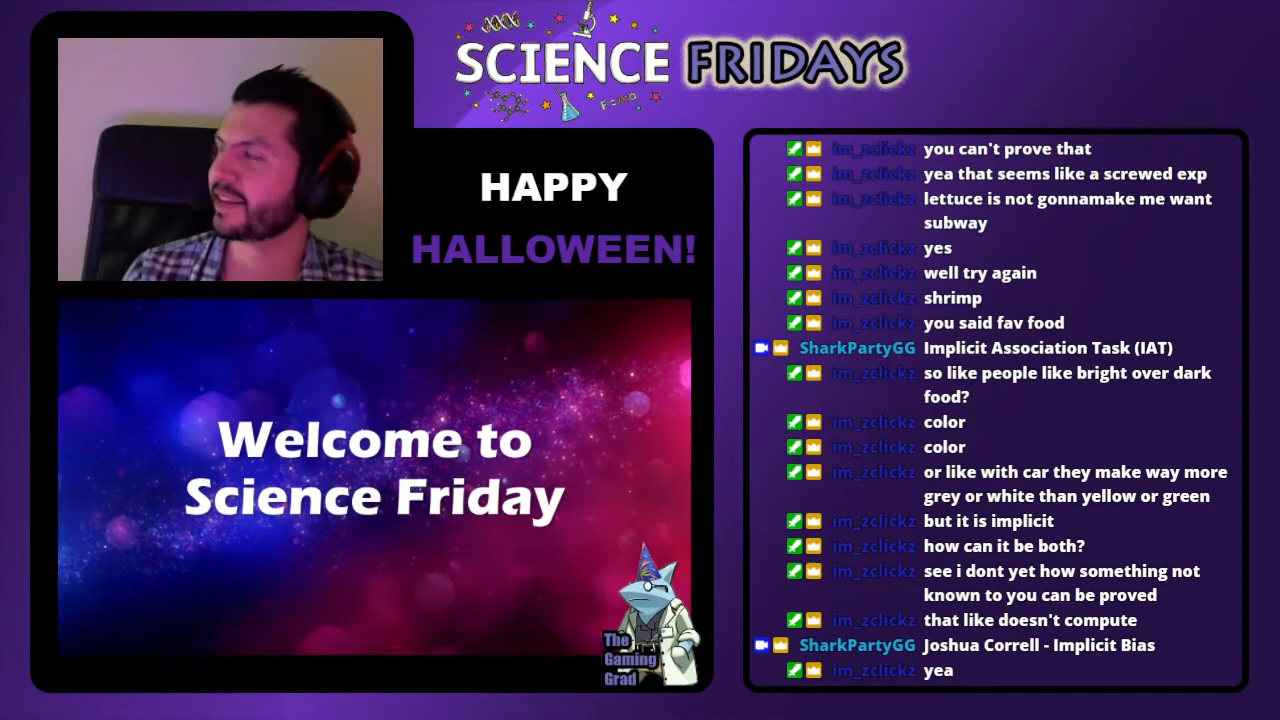 SCIENCE FRIDAYS
HAPPY
HALLOWEEN!
Welcome to
Science Friday
The
Gaming
Grad
im_zclickz you can't prove that
im_zclickz yea that seems like a screwed exp
im_zclickz lettuce is not gonnamake me want
subway
im_zclickz yes
im_zclickz well try again
im_zclickz shrimp
im_zclickz you said fav food
SharkPartyGG Implicit Association Task (IAT)
im_zclickz so like people like bright over dark
food?
im_zclickz color
im_zclickz color
im_zclickz or like with car they make way more
grey or white than yellow or green
im_zclickz but it is implicit
im_zclickz how can it be both?
im_zclickz see i dont yet how something not
known to you can be proved
im_zclickz that like doesn't compute
SharkPartyGG Joshua Correll - Implicit Bias
im_zclickz yea